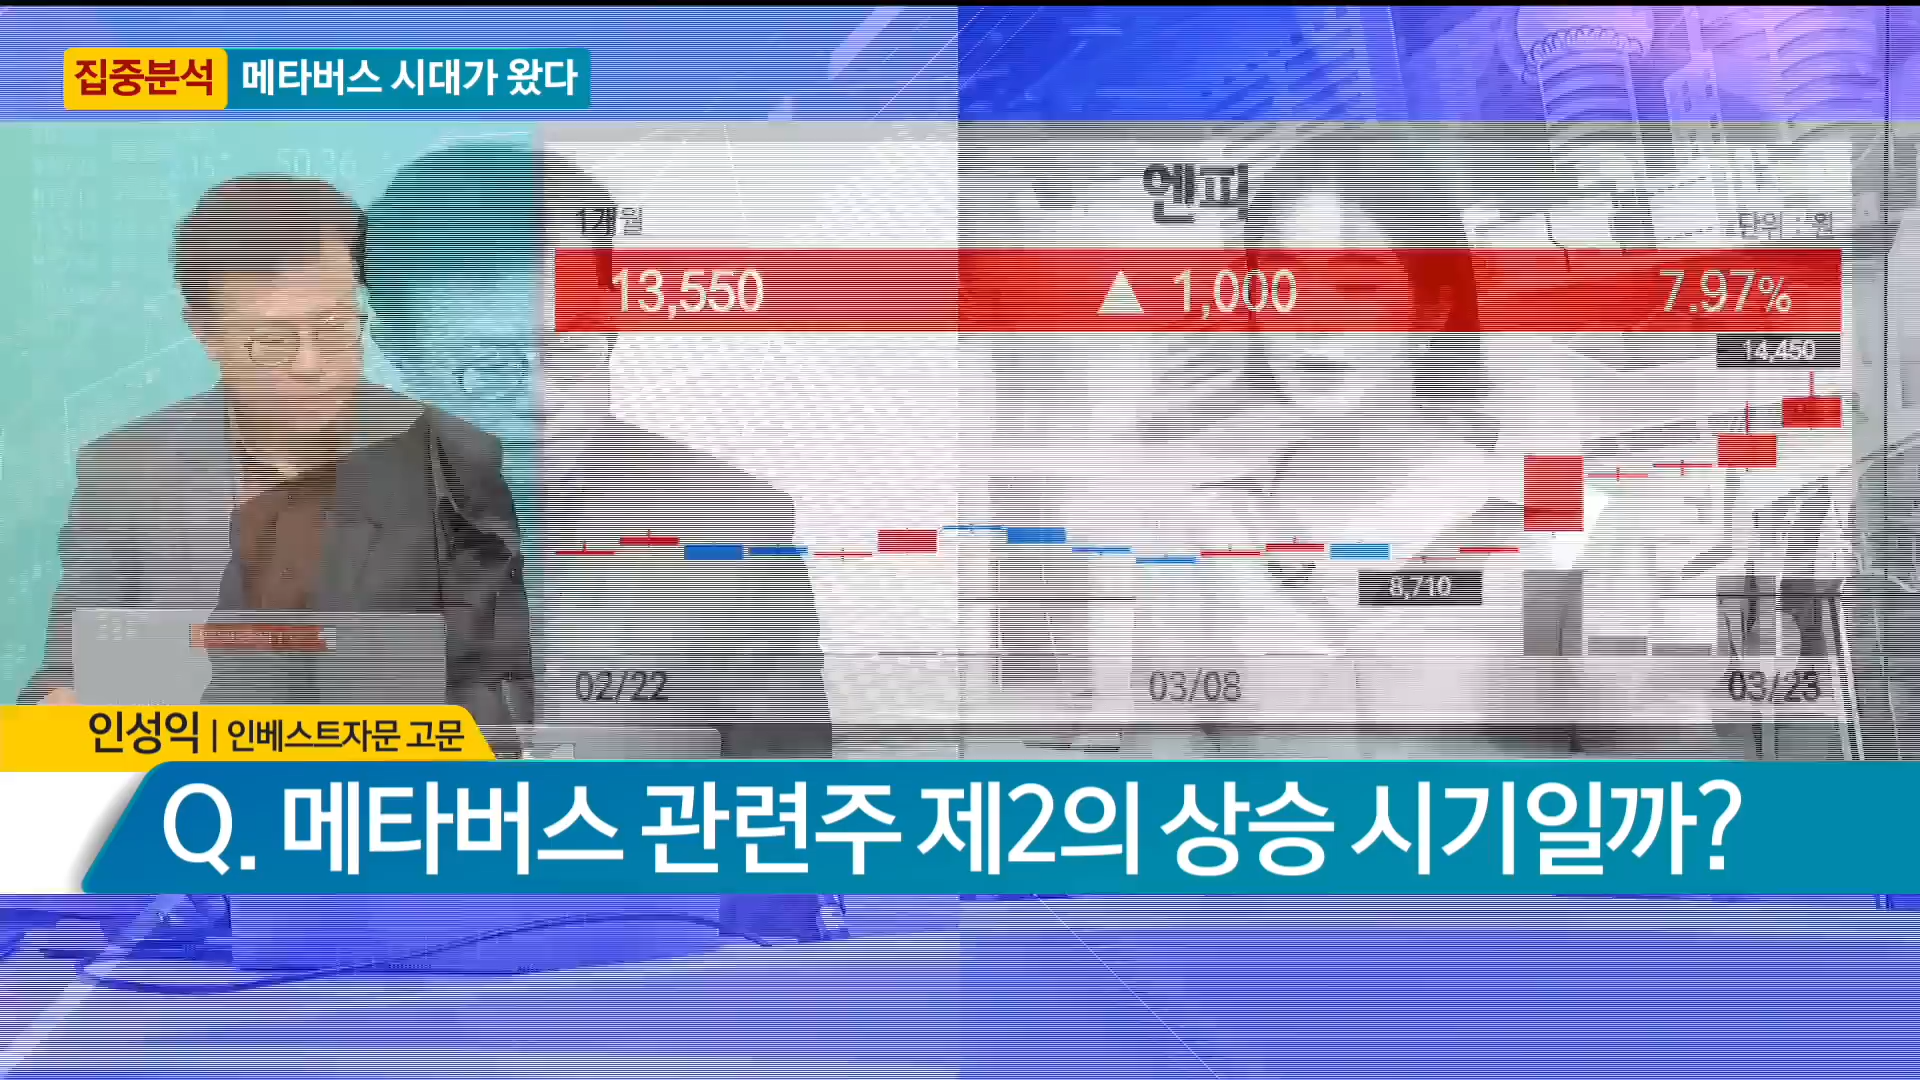 집중분석 메타버스 시대가 왔다
엔피
1개월
단위 : 원
13,550 ▲ 1,000 7.97%
14,450
8,710
02/22 03/08 03/23
인성익 | 인베스트자문 고문
Q. 메타버스 관련주 제2의 상승 시기일까?